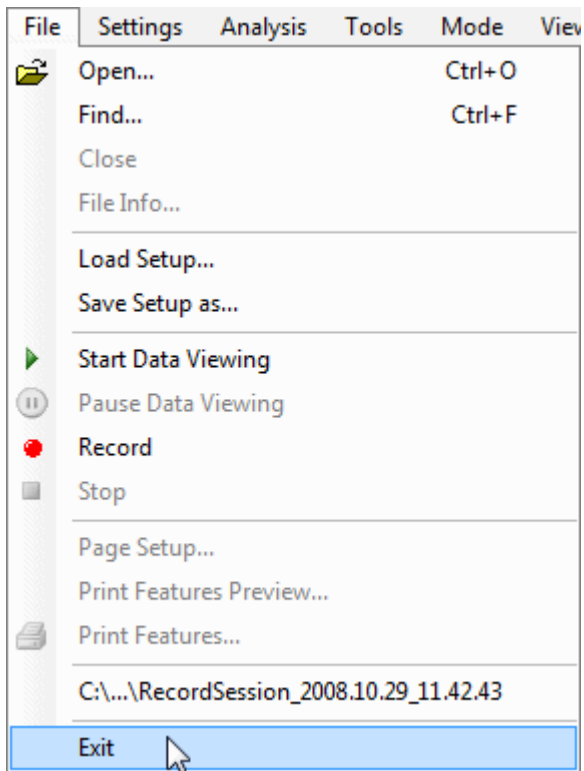 File Settings Analysis Tools Mode View
Open... Ctrl+O
Find... Ctrl+F
Close
File Info...
Load Setup...
Save Setup as...
Start Data Viewing
Pause Data Viewing
Record
Stop
Page Setup...
Print Features Preview...
Print Features...
C:\...\RecordSession_2008.10.29_11.42.43
Exit